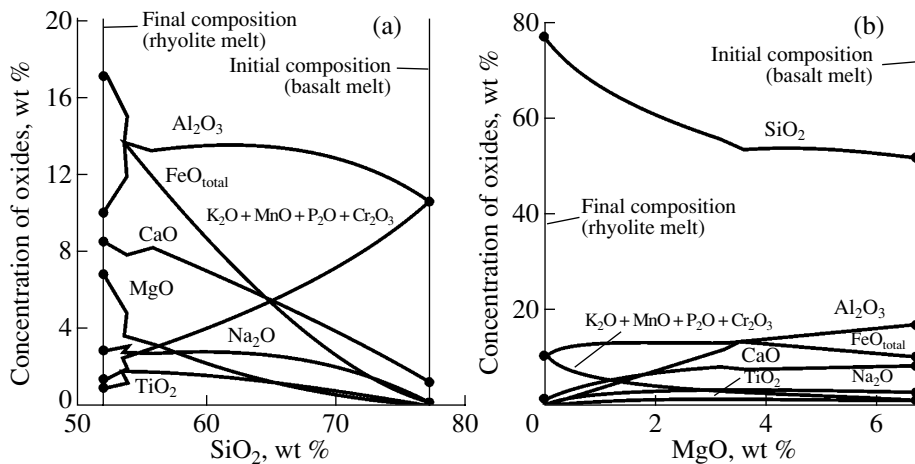 Concentration of oxides, wt %
20
16
12
8
4
0
50
60
70
80
SiO₂, wt %
(a)
Final composition
(rhyolite melt)
Initial composition
(basalt melt)
Al₂O₃
FeO_total
K₂O + MnO + P₂O + Cr₂O₃
CaO
MgO
Na₂O
TiO₂
Concentration of oxides, wt %
80
60
40
20
0
0
2
4
6
MgO, wt %
(b)
Initial composition
(basalt melt)
SiO₂
Final composition
(rhyolite melt)
Al₂O₃
K₂O + MnO + P₂O + Cr₂O₃
FeO_total
CaO
Na₂O
TiO₂